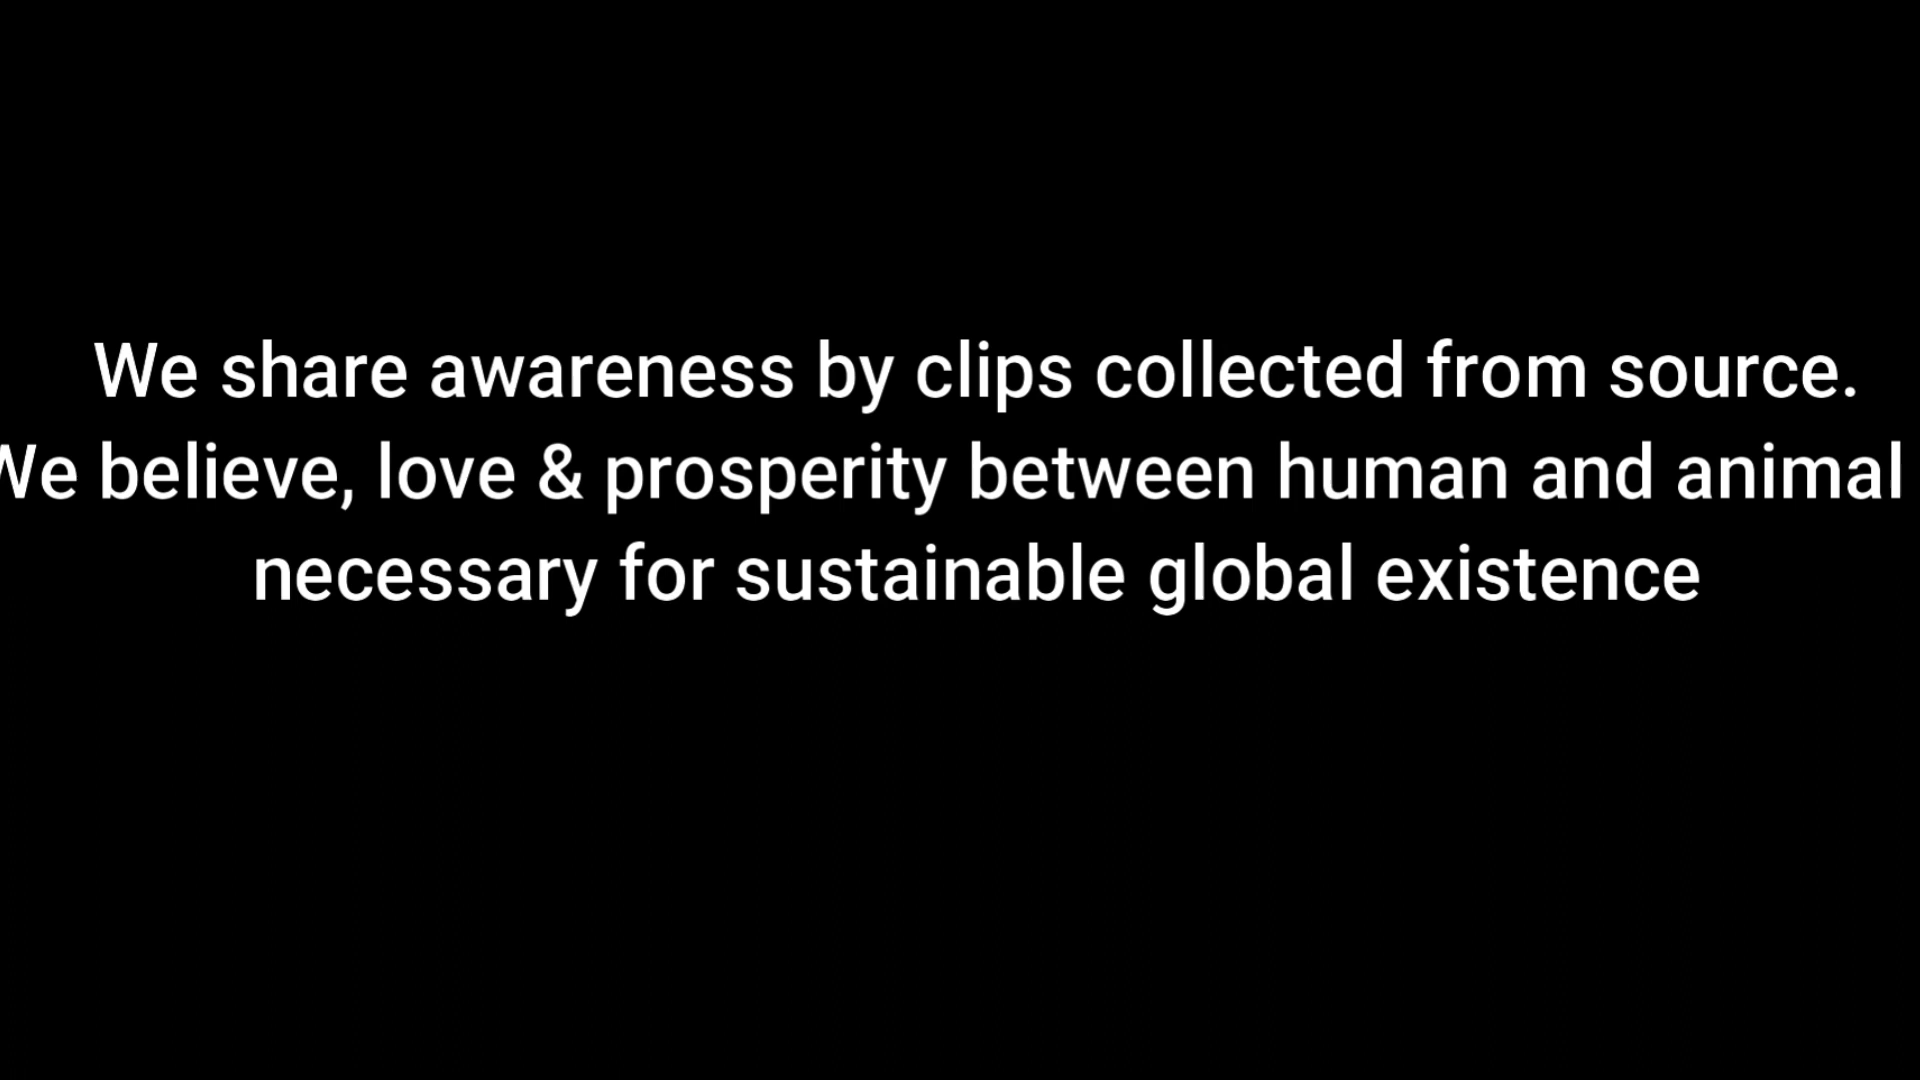 We share awareness by clips collected from source.
We believe, love & prosperity between human and animal
necessary for sustainable global existence